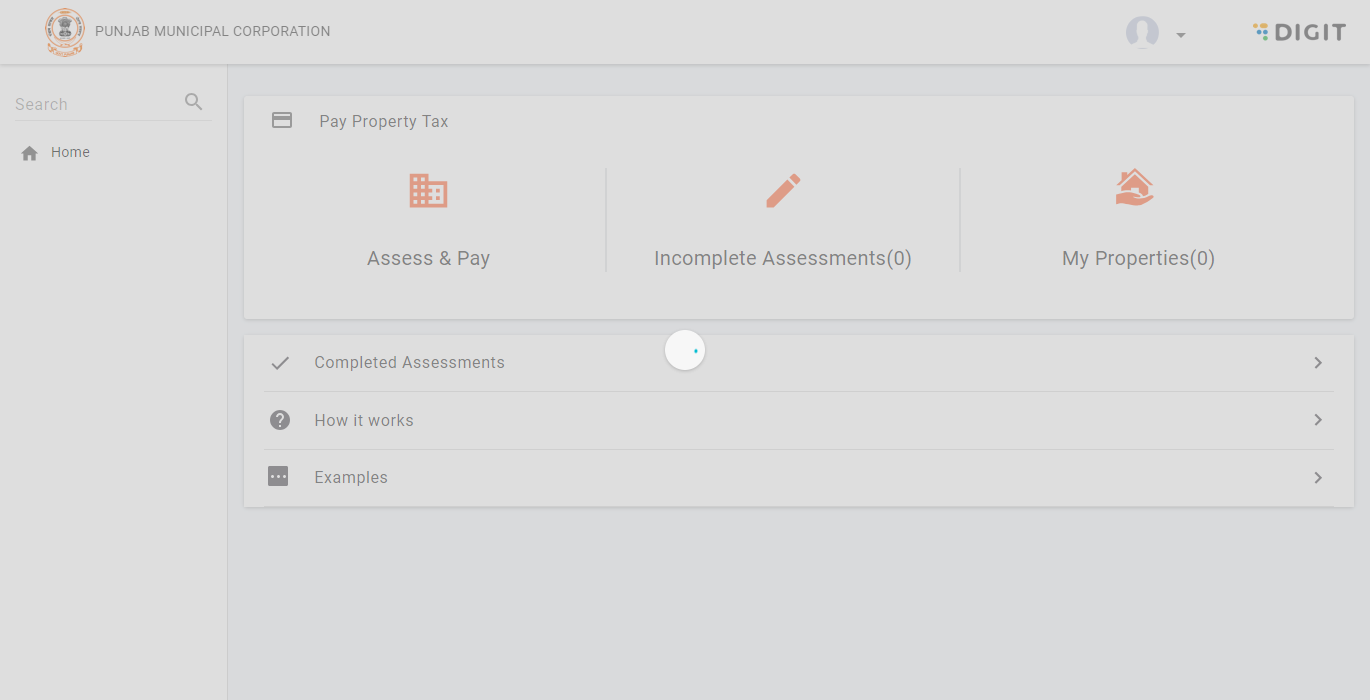 PUNJAB MUNICIPAL CORPORATION
DIGIT
Search
Home
Pay Property Tax
Assess & Pay
Incomplete Assessments(0)
My Properties(0)
Completed Assessments
How it works
Examples